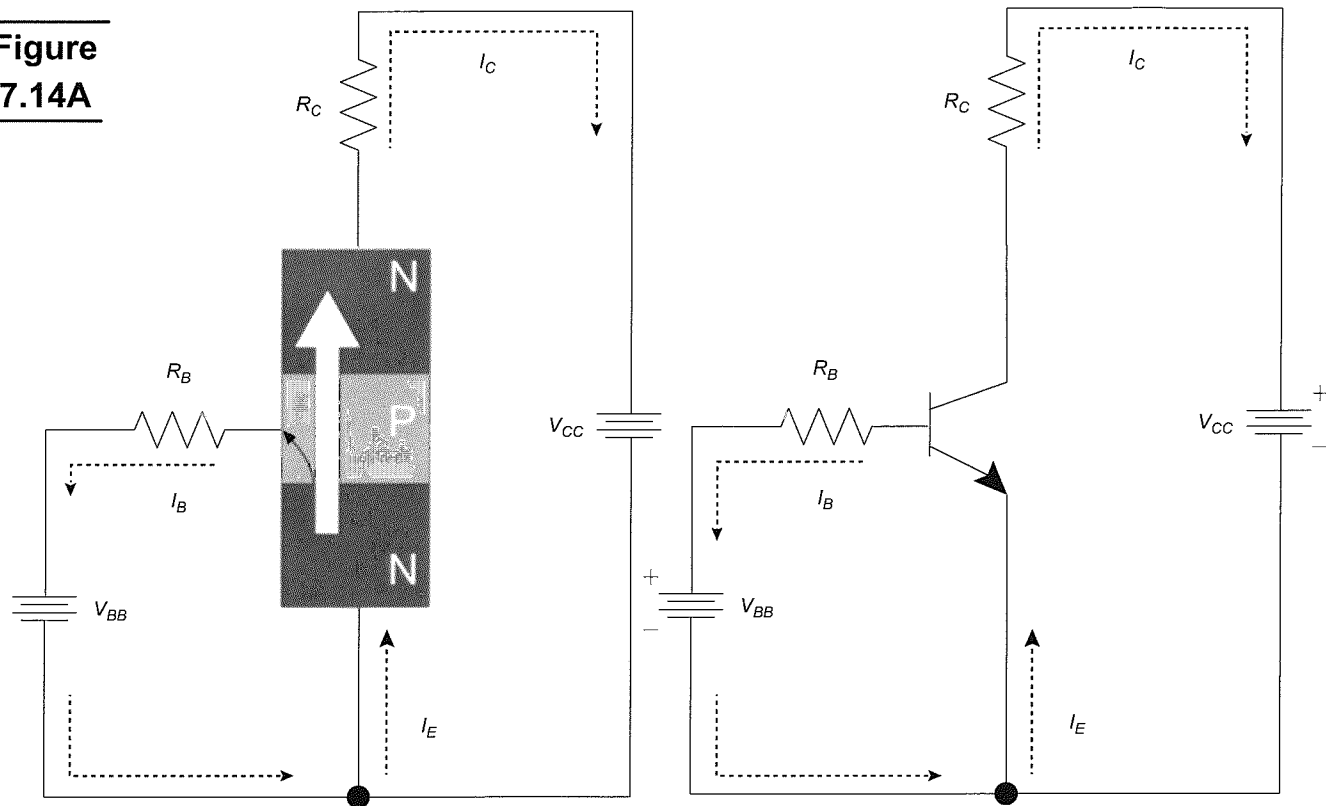 Figure
7.14A
I_C
R_C
N
R_B
P
V_CC
I_B
N
V_BB
I_E
I_C
R_C
R_B
+
V_CC
−
I_B
+
V_BB
−
I_E